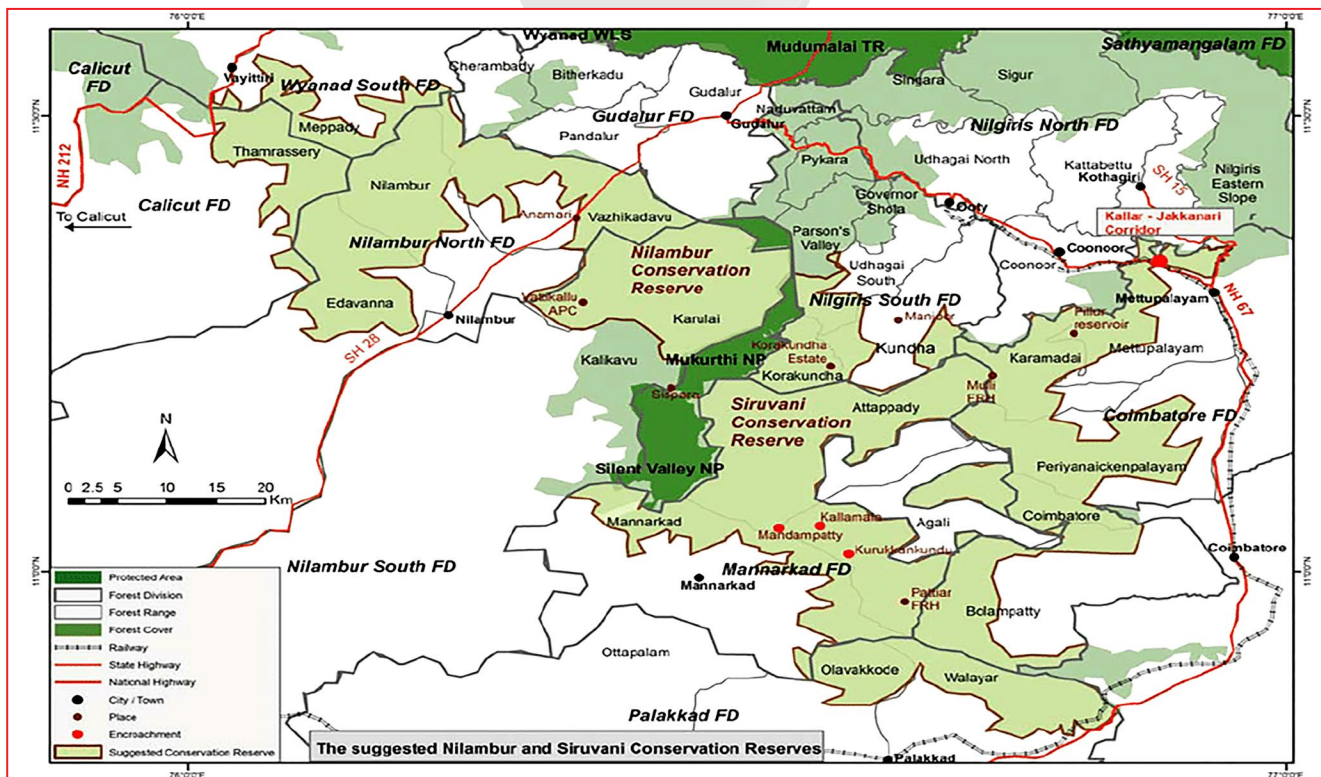 76°0'0"E
77°0'0"E
Wyanad WLS
Mudumalai TR
Sathyamangalam FD
Calicut
FD
Vayittiri
Wyanad South FD
Cherambady
Bitherkadu
Gudalur
Singara
Sigur
11°30'0"N
11°30'0"N
Meppady
Gudalur FD
Gudalur
Naduvattam
Nilgiris North FD
Pandalur
Thamrassery
Pykara
Udhagai North
Kattabettu
Kothagiri
SH 15
Nilgiris
Eastern
Slope
NH 212
Nilambur
Governor
Shola
Ooty
To Calicut
Calicut FD
Anamari
Vazhikadavu
Kallar - Jakkanari
Corridor
Parson's
Valley
Nilambur North FD
Nilambur
Conservation
Reserve
Udhagai
South
Coonoor
Coonoor
Edavanna
Nilgiris South FD
Mettupalayam
NH 67
APC
Nilambur
Karulai
Manjoor
Pillur
reservoir
SH 28
Kalikavu
Mukurthi NP
Korakundha
Estate
Kundha
Karamadai
Mettupalayam
Korakundha
Mulli
FRH
Sispara
Siruvani
Conservation
Reserve
Attappady
Coimbatore FD
N
Silent Valley NP
Periyanaickenpalayam
0 2.5 5 10 15 20
Km
Mannarkad
Kallamala
Mandampatty
Agali
Coimbatore
Kurukkankundu
Coimbatore
Nilambur South FD
Mannarkad FD
Mannarkad
11°0'0"N
11°0'0"N
Pattiar
FRH
Bolampatty
Protected Area
Forest Division
Forest Range
Forest Cover
Railway
State Highway
National Highway
City / Town
Place
Encroachment
Suggested Conservation Reserve
Ottapalam
Olavakkode
Walayar
Palakkad FD
The suggested Nilambur and Siruvani Conservation Reserves
Palakkad
76°0'0"E
77°0'0"E